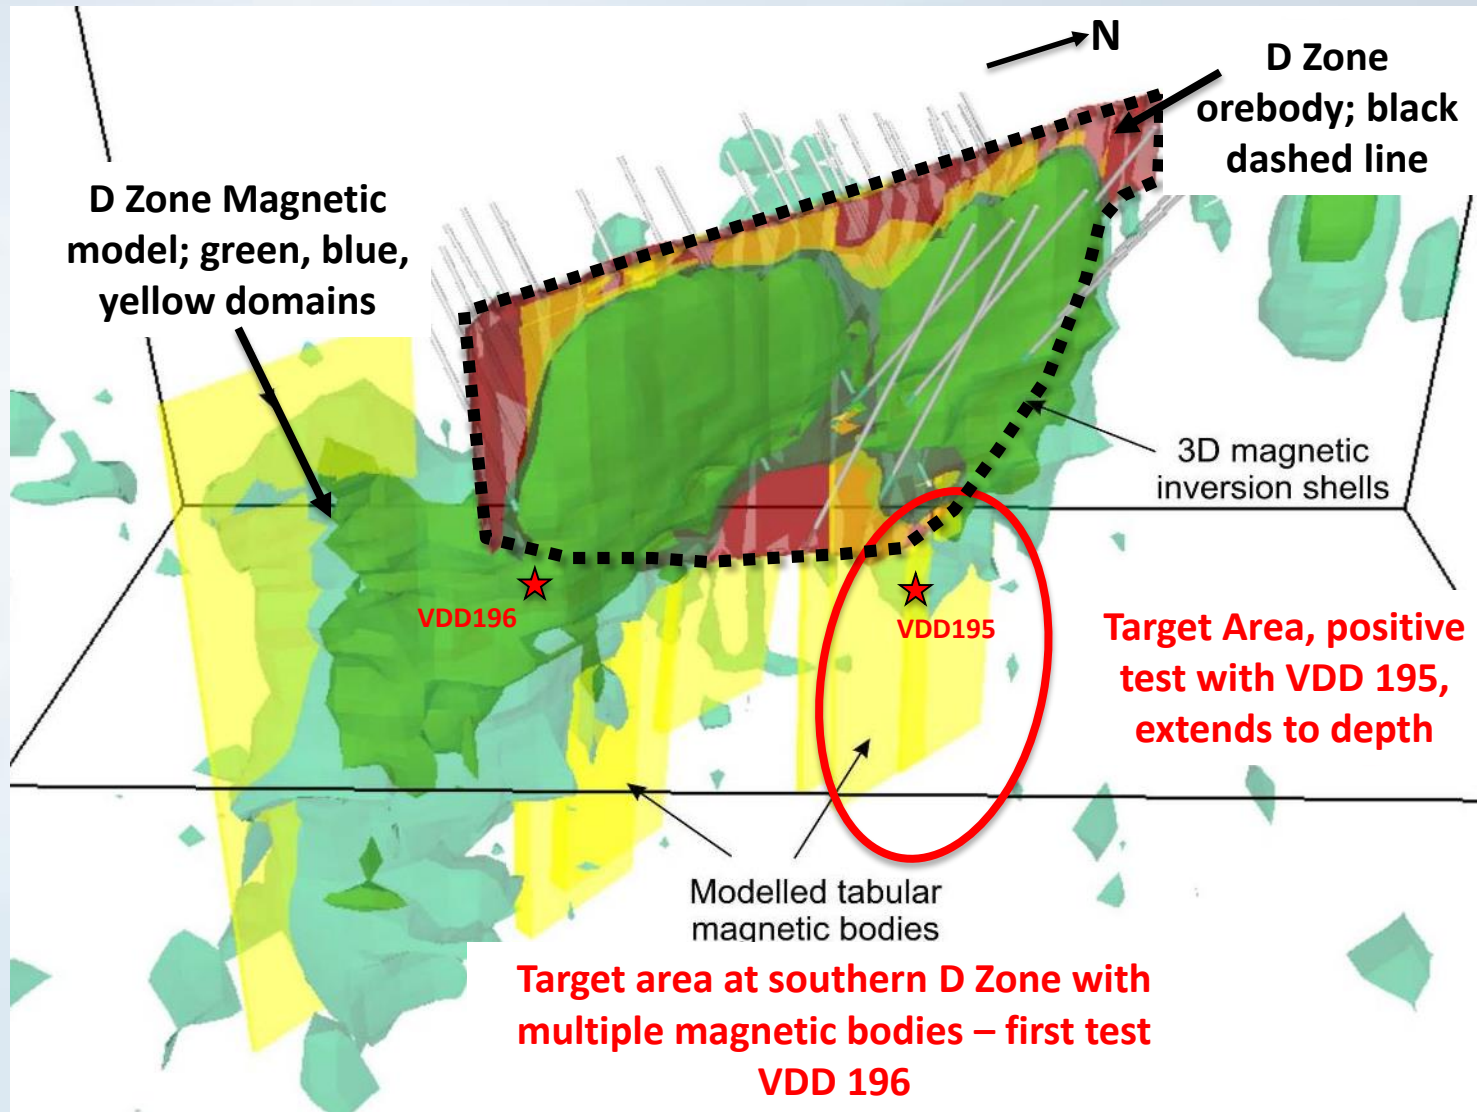 N
D Zone
orebody; black
dashed line
D Zone Magnetic
model; green, blue,
yellow domains
3D magnetic
inversion shells
VDD196
VDD195
Target Area, positive
test with VDD 195,
extends to depth
Modelled tabular
magnetic bodies
Target area at southern D Zone with
multiple magnetic bodies – first test
VDD 196